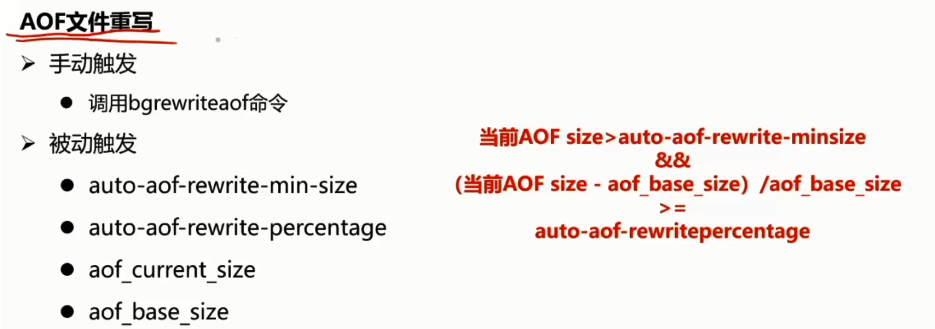 AOF文件重写
手动触发
调用bgrewriteaof命令
被动触发
auto-aof-rewrite-min-size
auto-aof-rewrite-percentage
aof_current_size
aof_base_size
当前AOF size>auto-aof-rewrite-minsize
&&
（当前AOF size - aof_base_size）/aof_base_size
>=
auto-aof-rewritepercentage